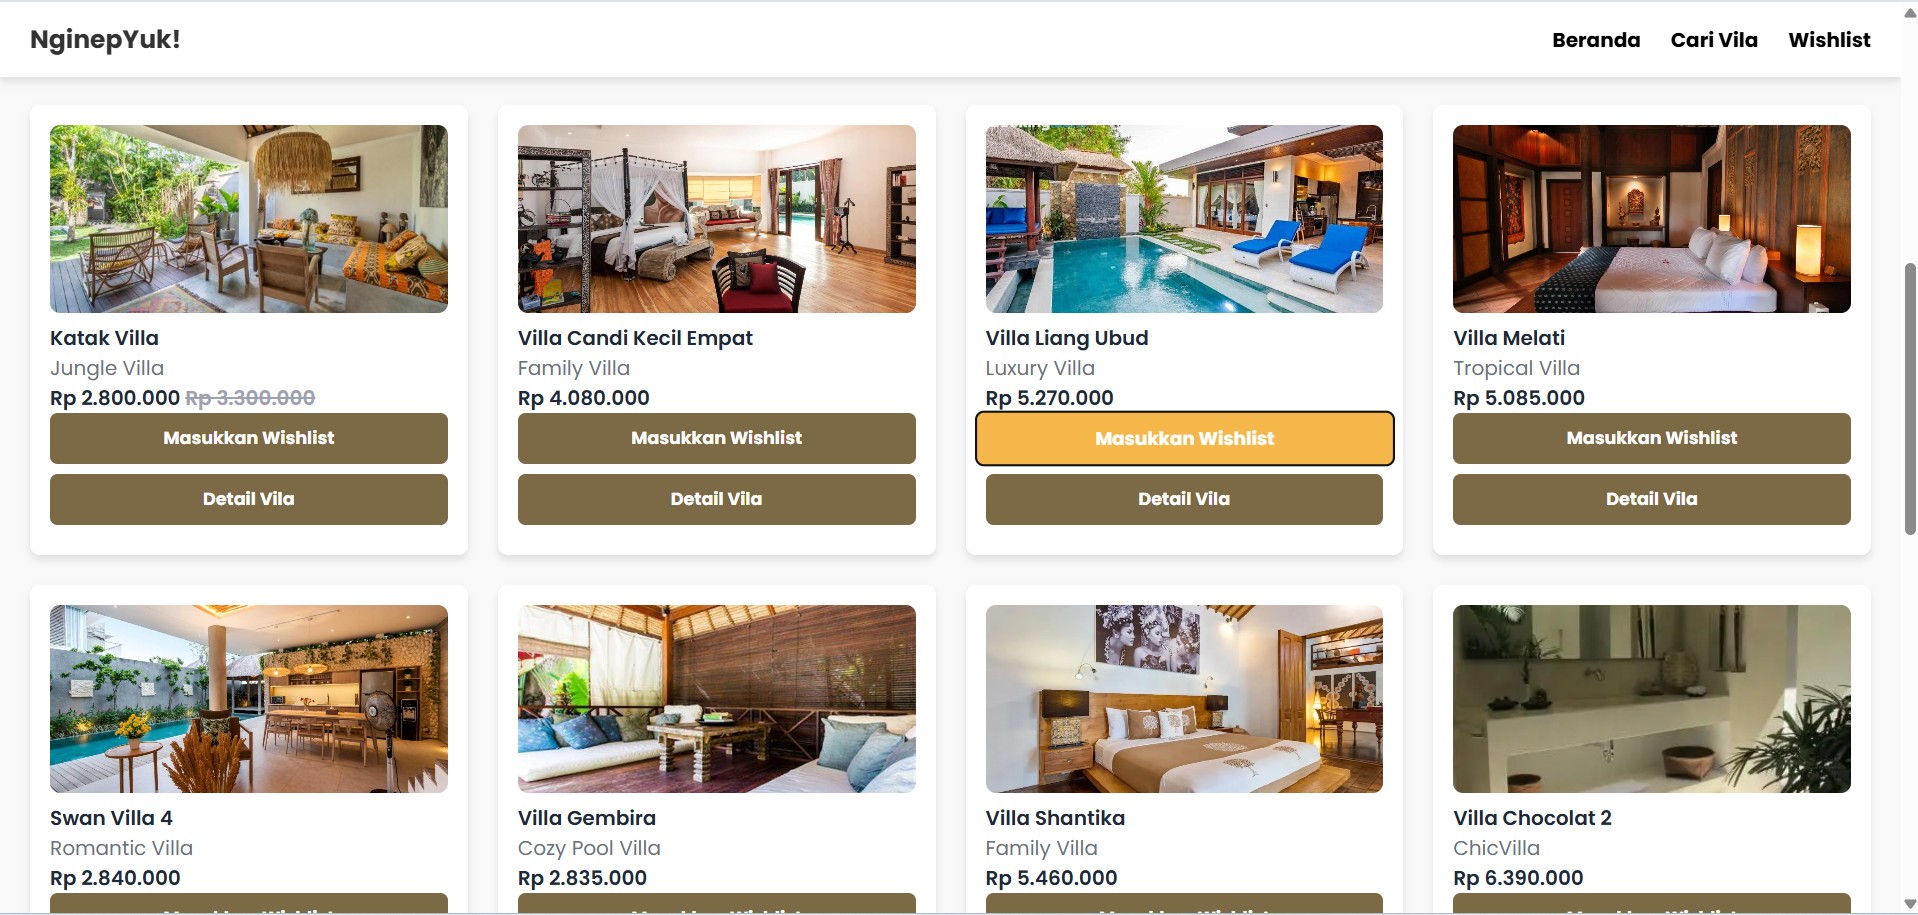 NginepYuk!
Beranda Cari Vila Wishlist
Katak Villa
Jungle Villa
Rp 2.800.000 Rp 3.300.000
Masukkan Wishlist
Detail Vila
Villa Candi Kecil Empat
Family Villa
Rp 4.080.000
Masukkan Wishlist
Detail Vila
Villa Liang Ubud
Luxury Villa
Rp 5.270.000
Masukkan Wishlist
Detail Vila
Villa Melati
Tropical Villa
Rp 5.085.000
Masukkan Wishlist
Detail Vila
Swan Villa 4
Romantic Villa
Rp 2.840.000
Villa Gembira
Cozy Pool Villa
Rp 2.835.000
Villa Shantika
Family Villa
Rp 5.460.000
Villa Chocolat 2
ChicVilla
Rp 6.390.000